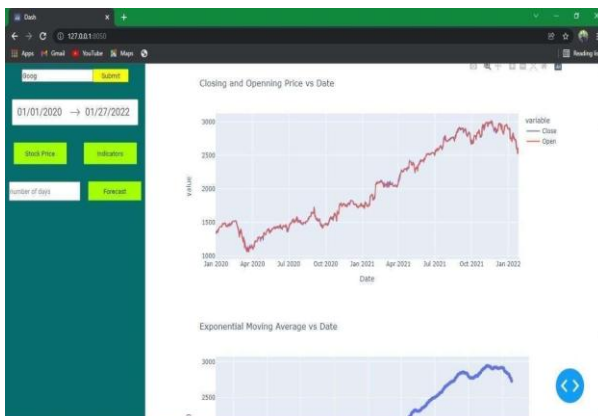 Dash
127.0.0.1:8050
Apps
Gmail
YouTube
Maps
Reading list
Goog
Submit
01/01/2020 → 01/27/2022
Stock Price
Indicators
number of days
Forecast
Closing and Openning Price vs Date
variable
Close
Open
3000
2500
2000
1500
1000
value
Jan 2020
Apr 2020
Jul 2020
Oct 2020
Jan 2021
Apr 2021
Jul 2021
Oct 2021
Jan 2022
Date
Exponential Moving Average vs Date
3000
2500